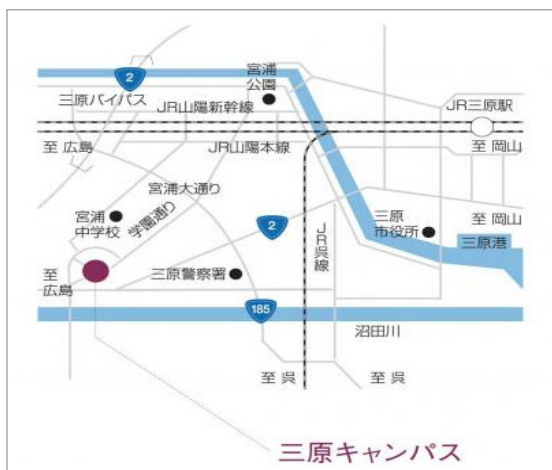 2
宮浦
公園
三原バイパス
JR山陽新幹線
JR三原駅
至 広島
JR山陽本線
至 岡山
宮浦大通り
宮浦
中学校
学園通り
2
JR呉線
三原
市役所
至 岡山
三原港
至
広島
三原警察署
185
沼田川
至 呉
至 呉
三原キャンパス